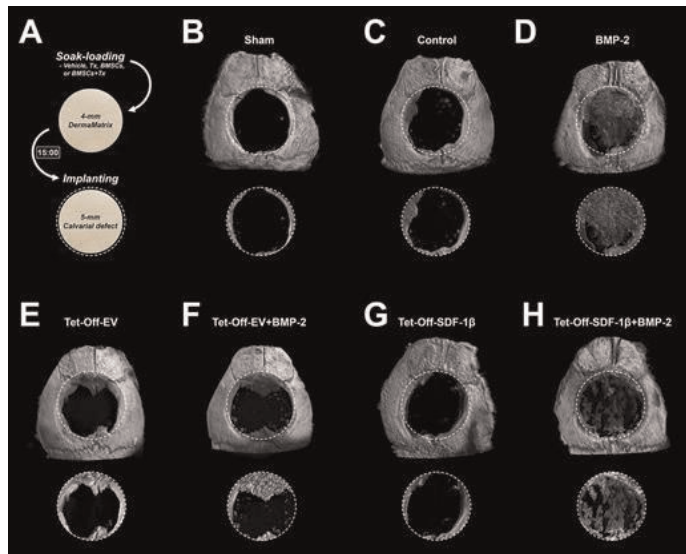 A
Soak-loading
- Vehicle, Tx, BMSCs,
or BMSCs+Tx
4-mm
DermaMatrix
15:00
Implanting
5-mm
Calvarial defect
B
Sham
C
Control
D
BMP-2
E
Tet-Off-EV
F
Tet-Off-EV+BMP-2
G
Tet-Off-SDF-1β
H
Tet-Off-SDF-1β+BMP-2